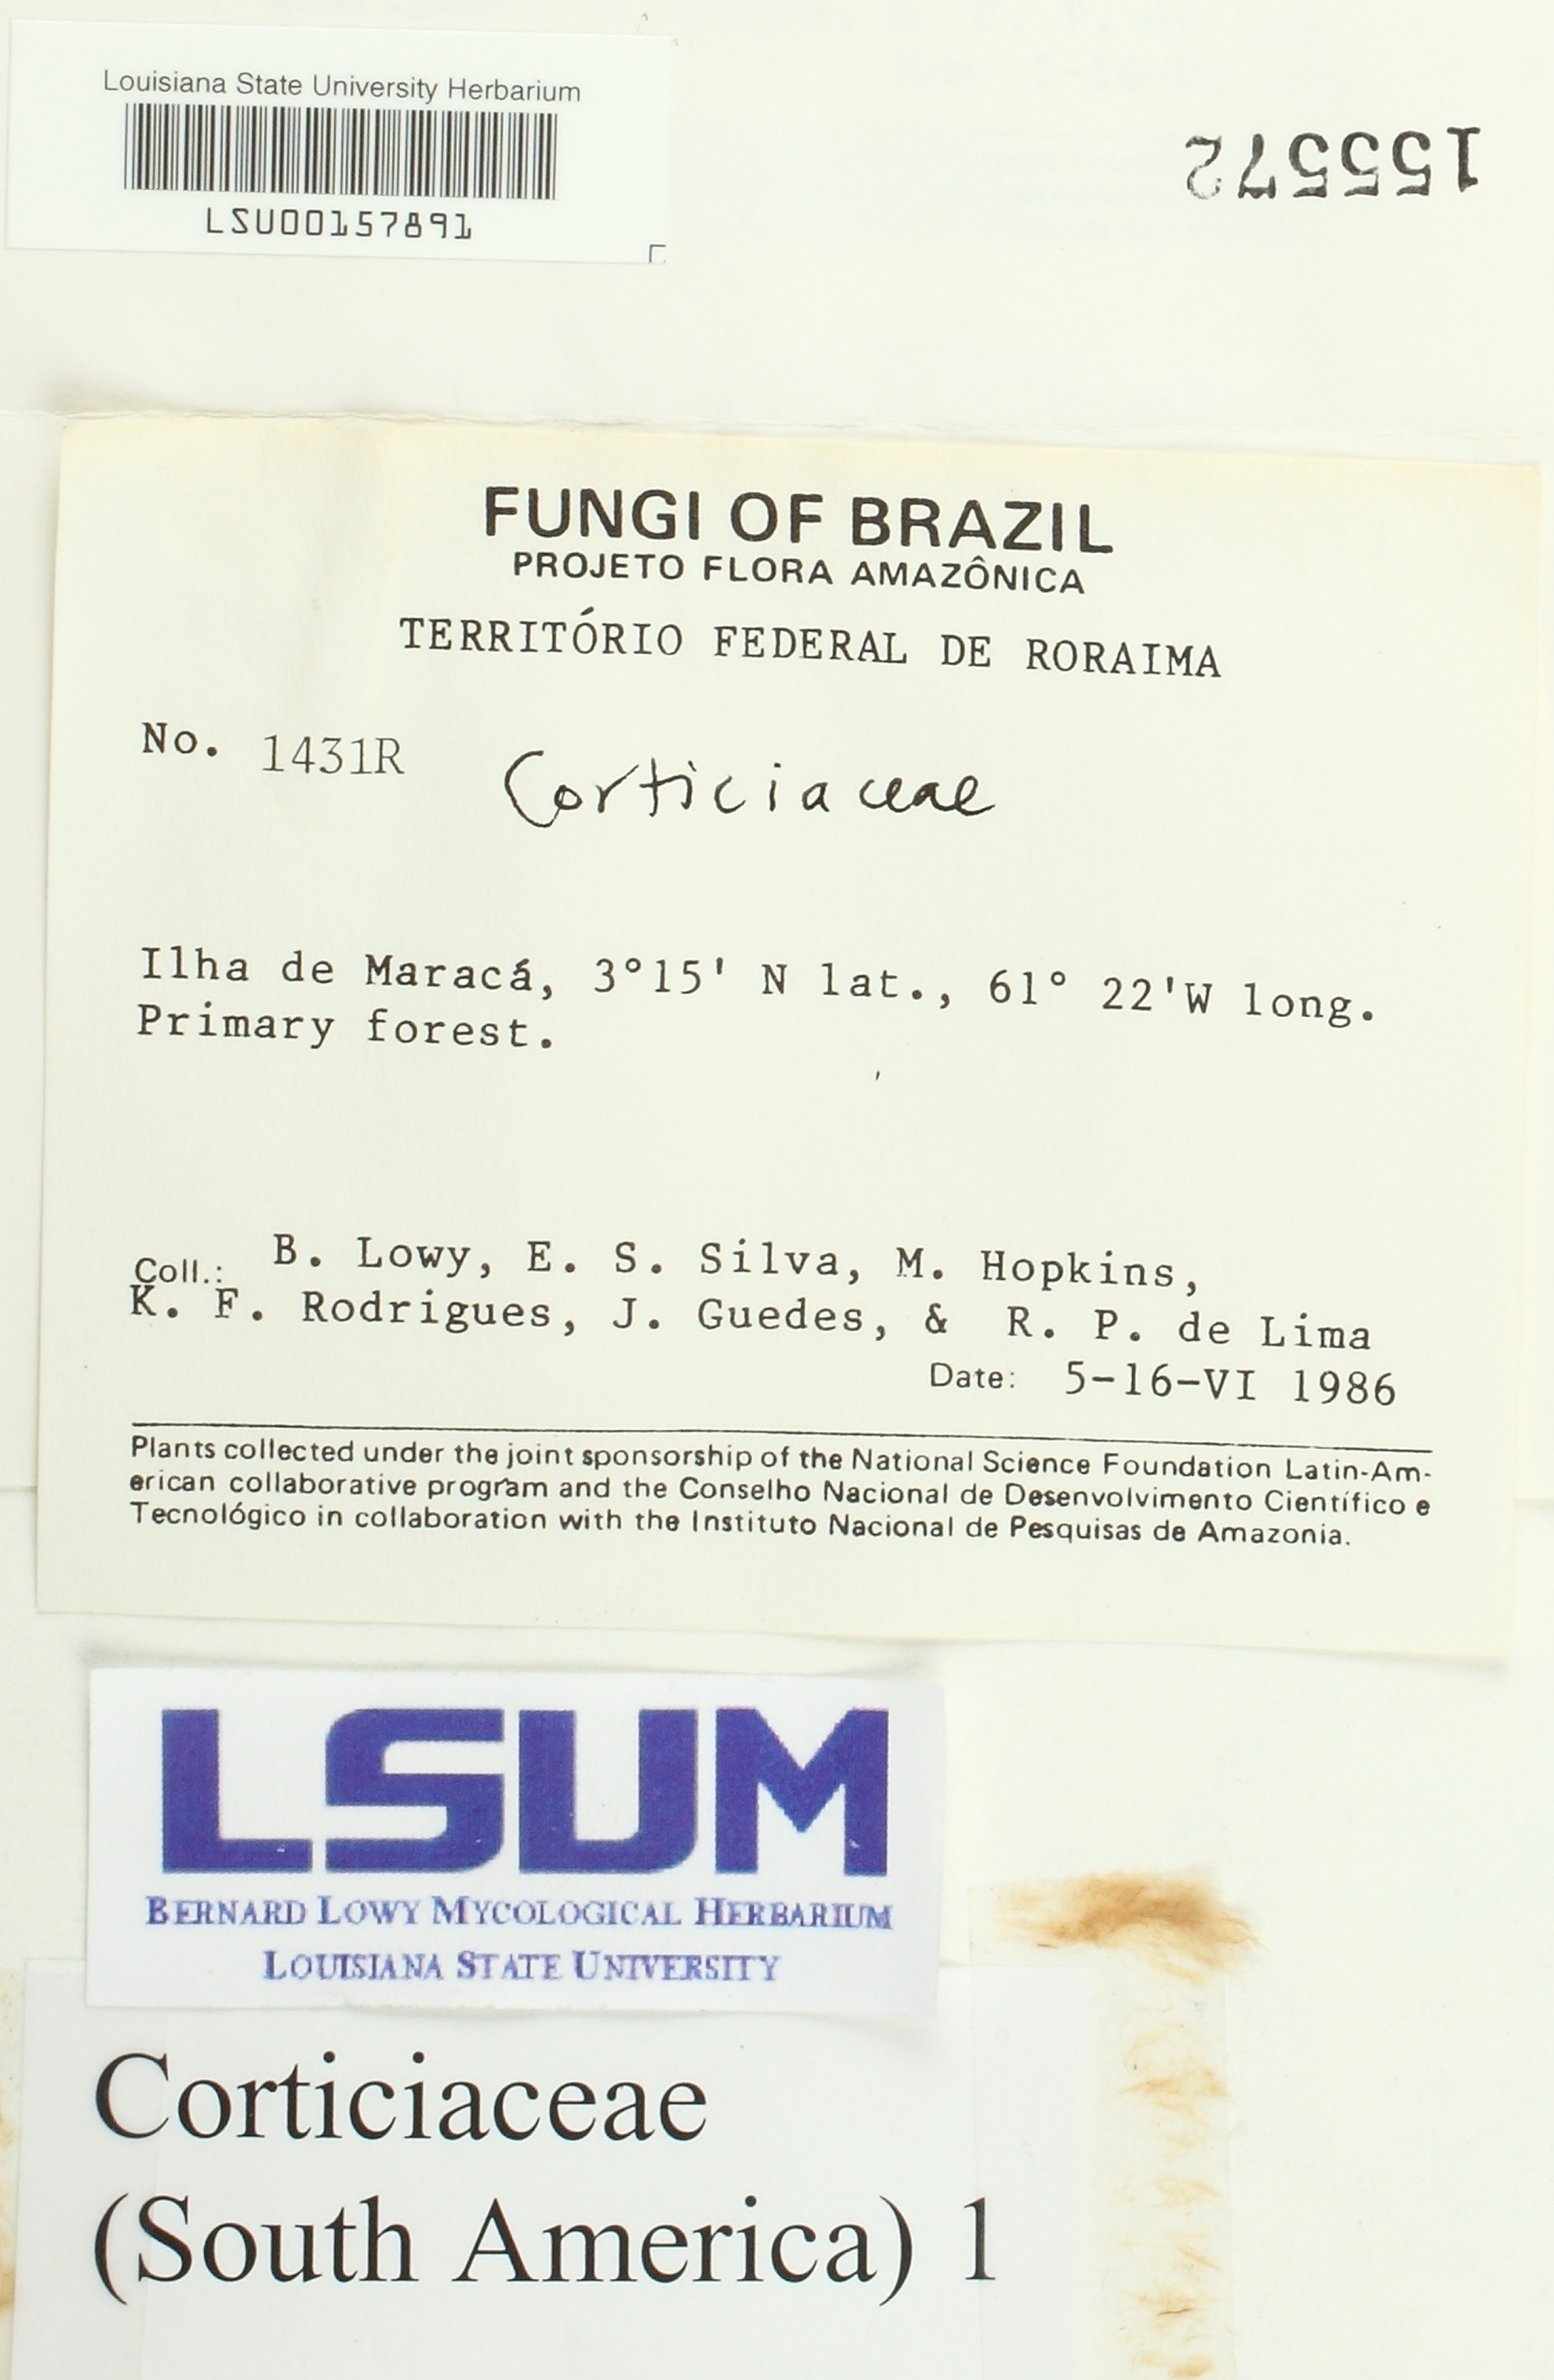 Louisiana State University Herbarium
LSU00157891
155572
FUNGI OF BRAZIL
PROJETO FLORA AMAZÔNICA
TERRITÓRIO FEDERAL DE RORAIMA
No. 1431R Corticiaceae
Ilha de Maracá, 3°15' N lat., 61° 22'W long.
Primary forest.
Coll.: B. Lowy, E. S. Silva, M. Hopkins,
K. F. Rodrigues, J. Guedes, & R. P. de Lima
Date: 5-16-VI 1986
Plants collected under the joint sponsorship of the National Science Foundation Latin-Am-
erican collaborative program and the Conselho Nacional de Desenvolvimento Científico e
Tecnológico in collaboration with the Instituto Nacional de Pesquisas de Amazonia.
LSUM
BERNARD LOWY MYCOLOGICAL HERBARIUM
LOUISIANA STATE UNIVERSITY
Corticiaceae
(South America) 1